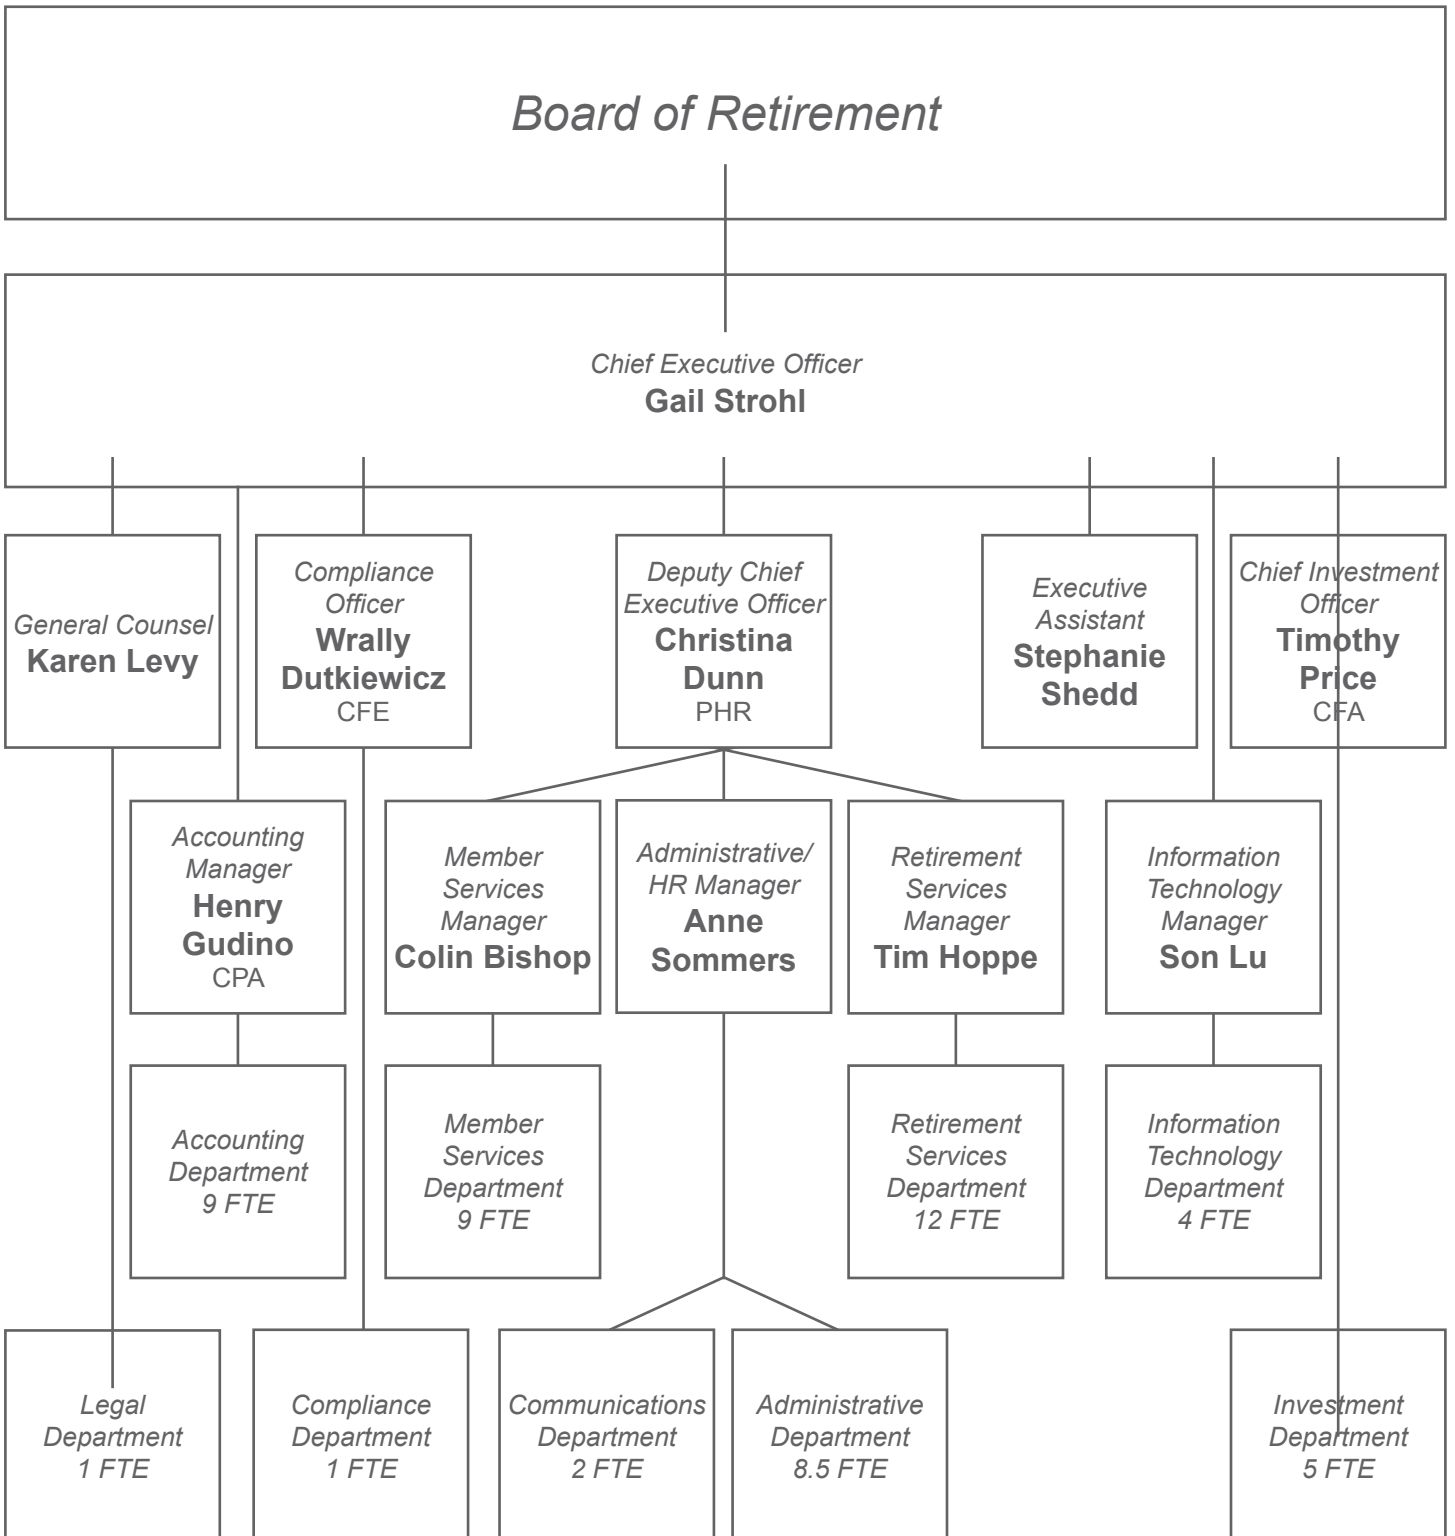 Board of Retirement
Chief Executive Officer
Gail Strohl
General Counsel
Karen Levy
Compliance
Officer
Wrally
Dutkiewicz
CFE
Deputy Chief
Executive Officer
Christina
Dunn
PHR
Executive
Assistant
Stephanie
Shedd
Chief Investment
Officer
Timothy
Price
CFA
Accounting
Manager
Henry
Gudino
CPA
Member
Services
Manager
Colin Bishop
Administrative/
HR Manager
Anne
Sommers
Retirement
Services
Manager
Tim Hoppe
Information
Technology
Manager
Son Lu
Accounting
Department
9 FTE
Member
Services
Department
9 FTE
Retirement
Services
Department
12 FTE
Information
Technology
Department
4 FTE
Legal
Department
1 FTE
Compliance
Department
1 FTE
Communications
Department
2 FTE
Administrative
Department
8.5 FTE
Investment
Department
5 FTE